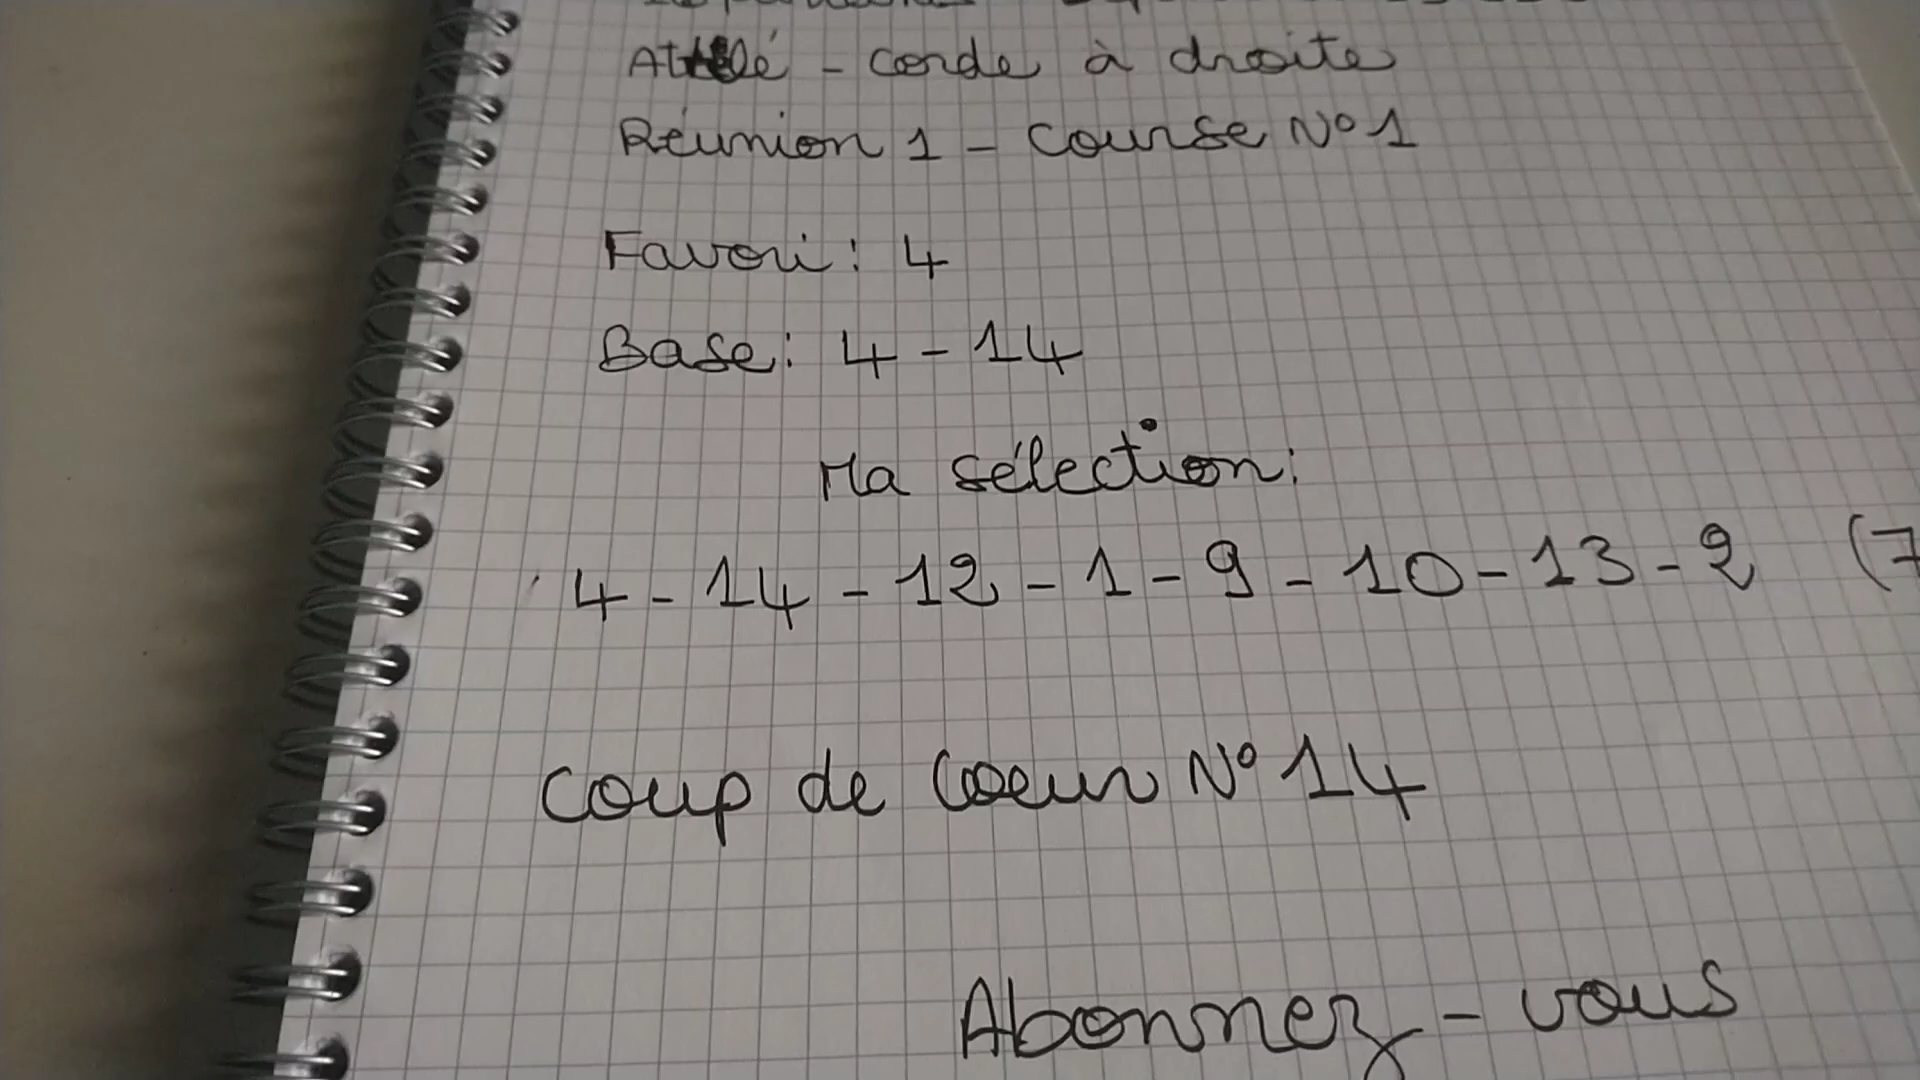 Attelé - corde à droite
Réunion 1 - Course N° 1
Favori : 4
Base : 4 - 14
Ma sélection :
4 - 14 - 12 - 1 - 9 - 10 - 13 - 2 (7
Coup de Coeur N° 14
Abonnez - vous